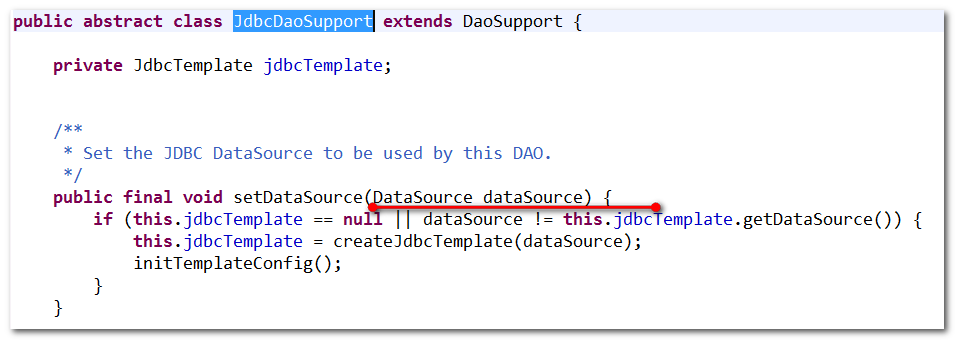 public abstract class JdbcDaoSupport extends DaoSupport {
private JdbcTemplate jdbcTemplate;
/**
* Set the JDBC DataSource to be used by this DAO.
*/
public final void setDataSource(DataSource dataSource) {
if (this.jdbcTemplate == null || dataSource != this.jdbcTemplate.getDataSource()) {
this.jdbcTemplate = createJdbcTemplate(dataSource);
initTemplateConfig();
}
}